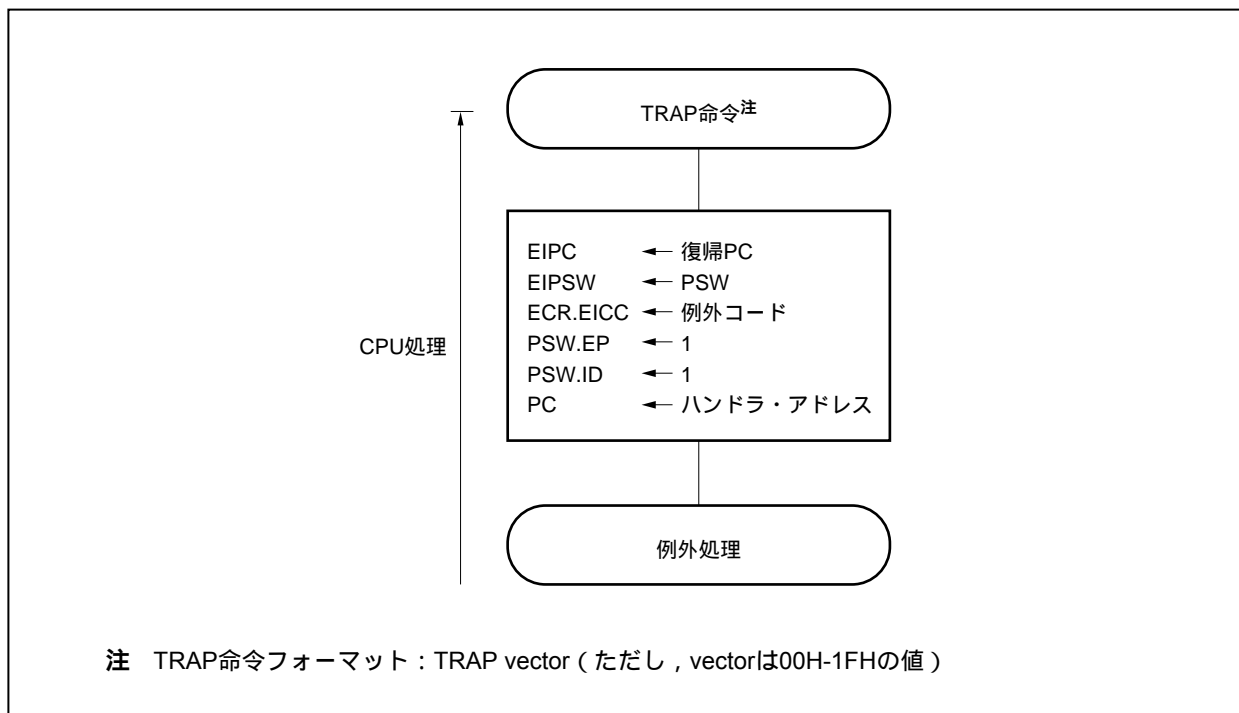 TRAP命令注
CPU処理
EIPC ← 復帰PC
EIPSW ← PSW
ECR.EICC ← 例外コード
PSW.EP ← 1
PSW.ID ← 1
PC ← ハンドラ・アドレス
例外処理
注 TRAP命令フォーマット：TRAP vector（ただし，vectorは00H-1FHの値）